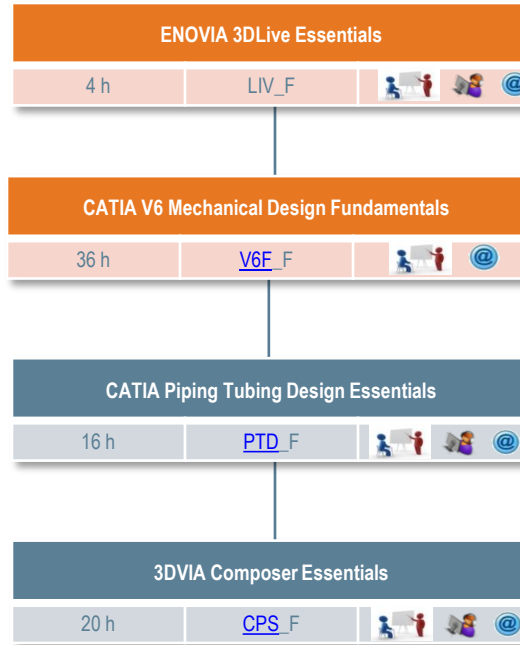 ENOVIA 3DLive Essentials
4 h LIV_F @
CATIA V6 Mechanical Design Fundamentals
36 h V6F_F @
CATIA Piping Tubing Design Essentials
16 h PTD_F @
3DVIA Composer Essentials
20 h CPS_F @